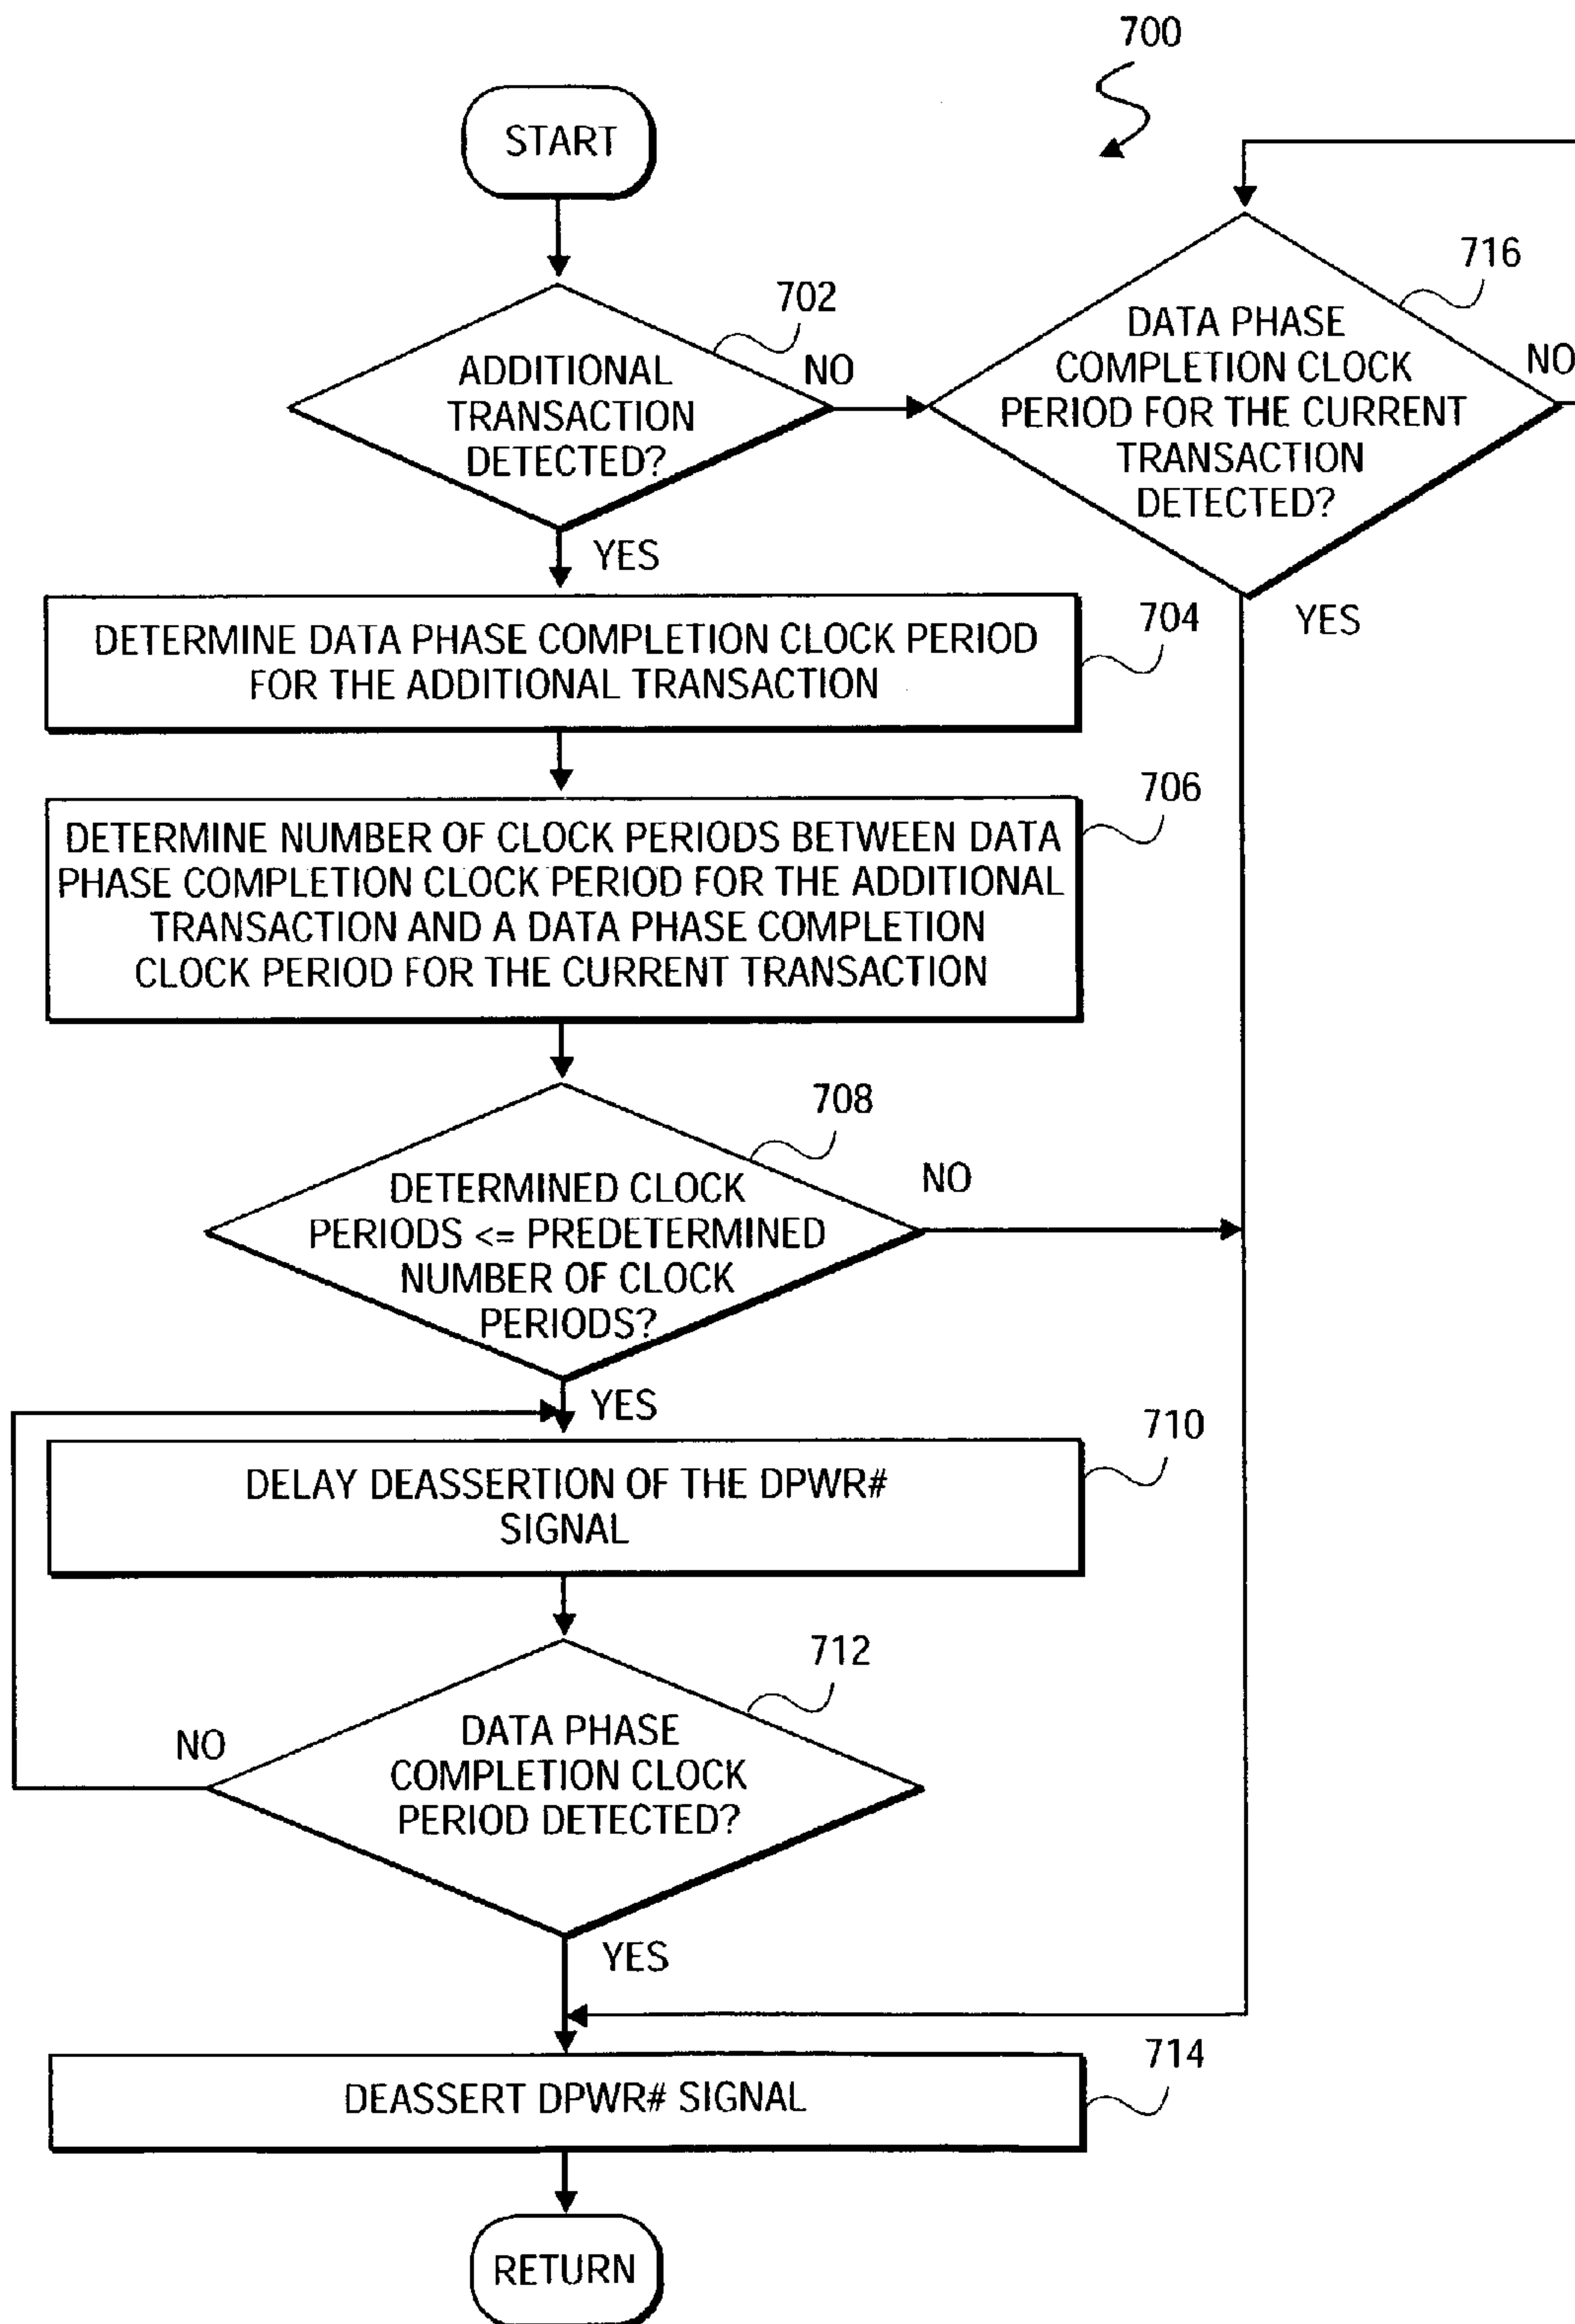 700
START
702
ADDITIONAL
TRANSACTION
DETECTED?
NO
716
DATA PHASE
COMPLETION CLOCK
PERIOD FOR THE CURRENT
TRANSACTION
DETECTED?
NO
YES
YES
704
DETERMINE DATA PHASE COMPLETION CLOCK PERIOD
FOR THE ADDITIONAL TRANSACTION
706
DETERMINE NUMBER OF CLOCK PERIODS BETWEEN DATA
PHASE COMPLETION CLOCK PERIOD FOR THE ADDITIONAL
TRANSACTION AND A DATA PHASE COMPLETION
CLOCK PERIOD FOR THE CURRENT TRANSACTION
708
DETERMINED CLOCK
PERIODS <= PREDETERMINED
NUMBER OF CLOCK
PERIODS?
NO
YES
710
DELAY DEASSERTION OF THE DPWR#
SIGNAL
712
DATA PHASE
COMPLETION CLOCK
PERIOD DETECTED?
NO
YES
714
DEASSERT DPWR# SIGNAL
RETURN